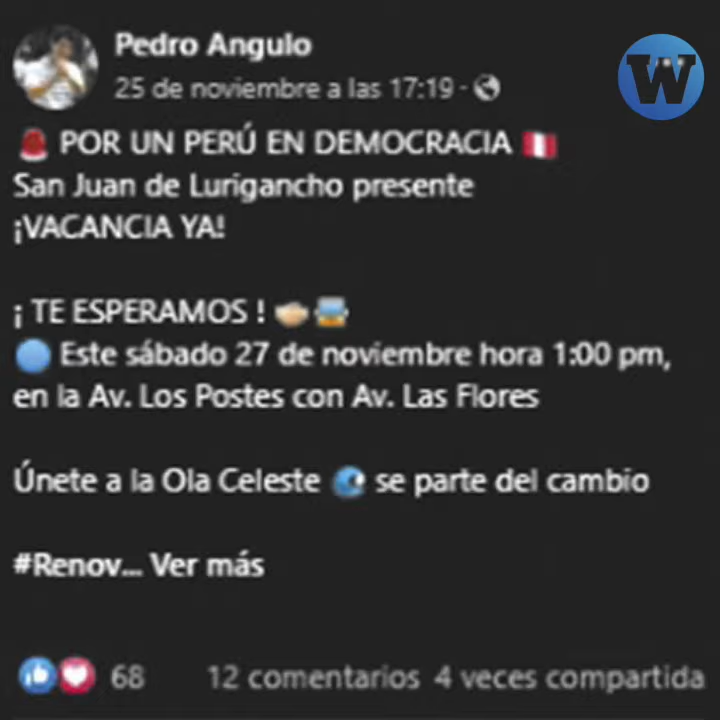 Pedro Angulo
25 de noviembre a las 17:19 ·
W
POR UN PERÚ EN DEMOCRACIA
San Juan de Lurigancho presente
¡VACANCIA YA!
¡ TE ESPERAMOS !
Este sábado 27 de noviembre hora 1:00 pm,
en la Av. Los Postes con Av. Las Flores
Únete a la Ola Celeste se parte del cambio
#Renov... Ver más
68 12 comentarios 4 veces compartida